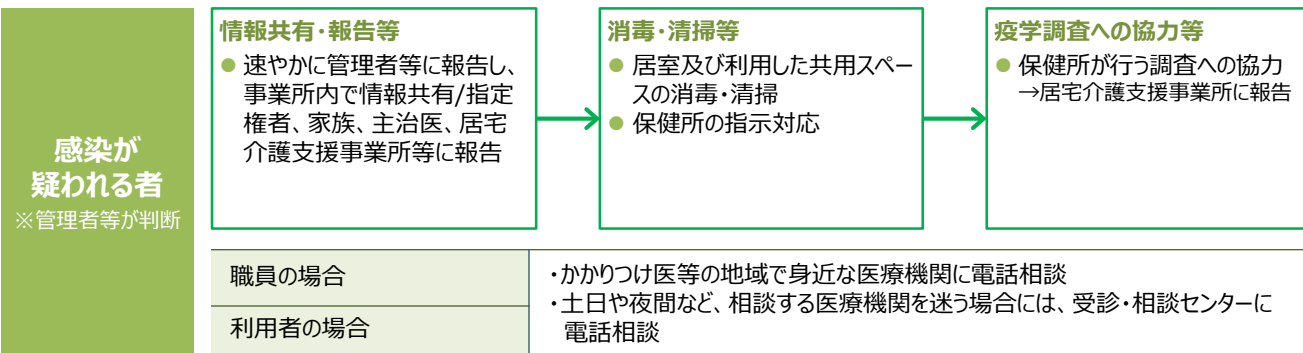 感染が
疑われる者
※管理者等が判断
情報共有・報告等
● 速やかに管理者等に報告し、
事業所内で情報共有/指定
権者、家族、主治医、居宅
介護支援事業所等に報告
消毒・清掃等
● 居室及び利用した共用スペー
スの消毒・清掃
● 保健所の指示対応
疫学調査への協力等
● 保健所が行う調査への協力
→居宅介護支援事業所に報告
職員の場合
利用者の場合
・かかりつけ医等の地域で身近な医療機関に電話相談
・土日や夜間など、相談する医療機関を迷う場合には、受診・相談センターに
電話相談